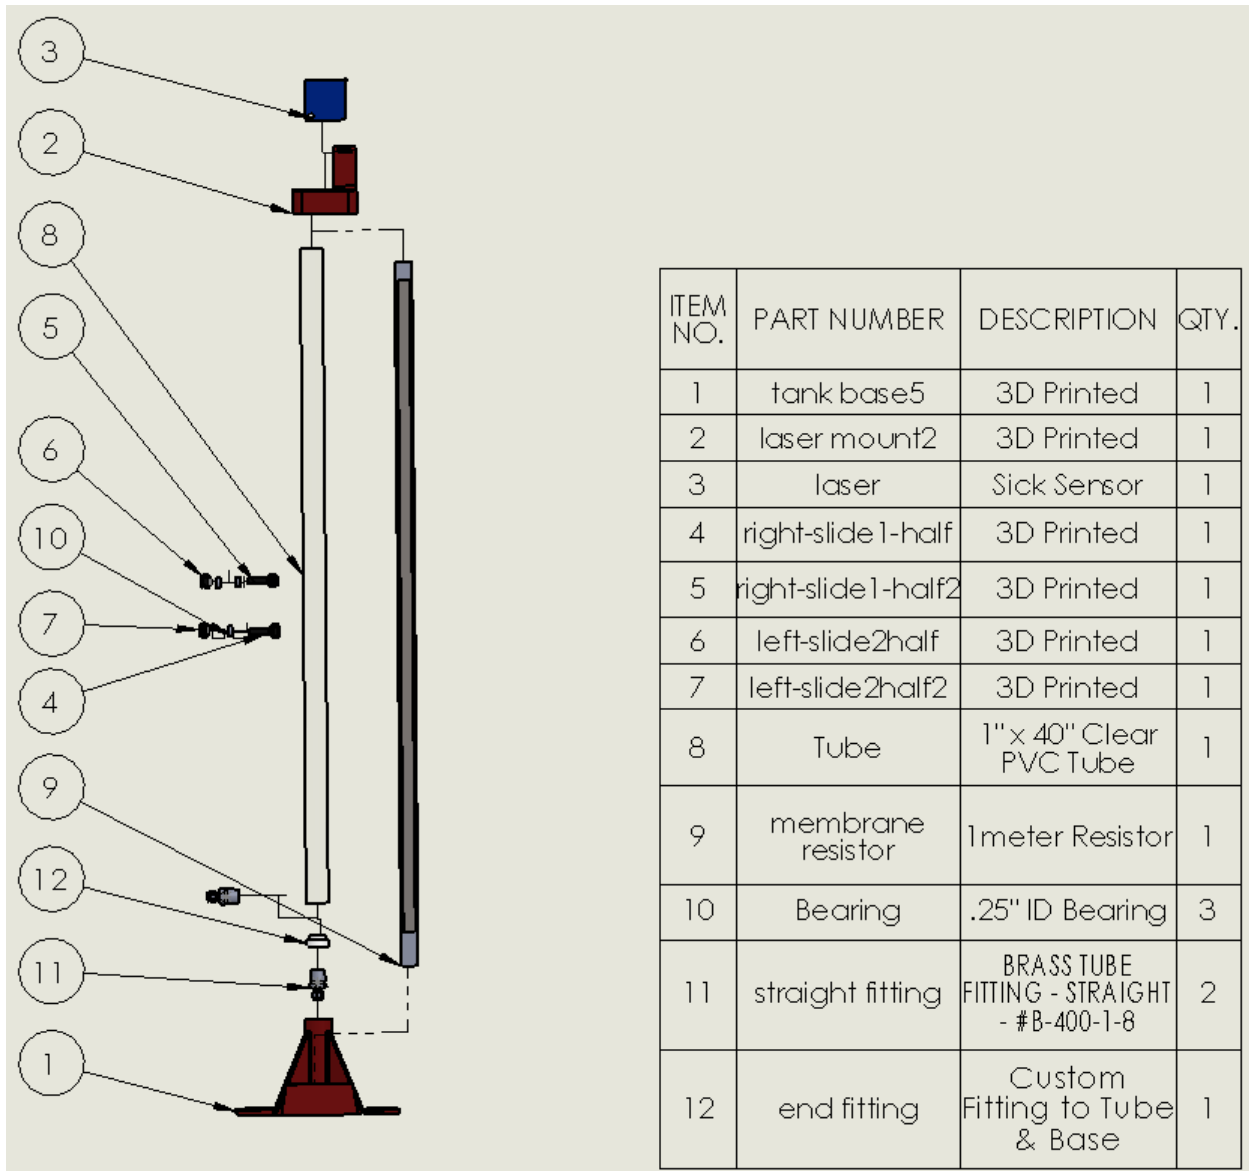 3
2
8
5
6
10
7
4
9
12
11
1
ITEM NO. PART NUMBER DESCRIPTION QTY.
1 tank base5 3D Printed 1
2 laser mount2 3D Printed 1
3 laser Sick Sensor 1
4 right-slide1-half 3D Printed 1
5 right-slide1-half2 3D Printed 1
6 left-slide2half 3D Printed 1
7 left-slide2half2 3D Printed 1
8 Tube 1" x 40" Clear PVC Tube 1
9 membrane resistor 1meter Resistor 1
10 Bearing .25" ID Bearing 3
11 straight fitting BRASS TUBE FITTING - STRAIGHT - #B-400-1-8 2
12 end fitting Custom Fitting to Tube & Base 1